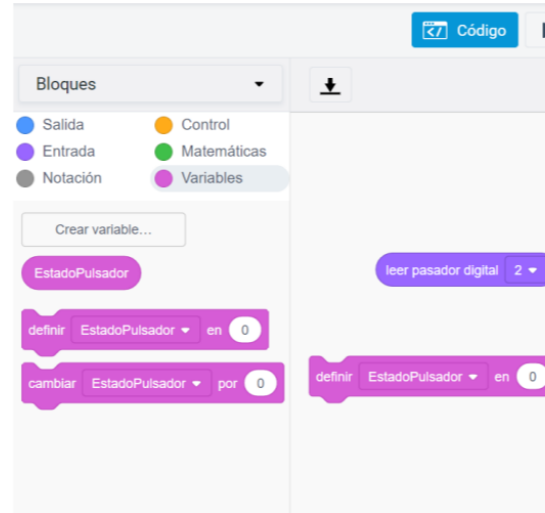 Código
Bloques
Salida
Control
Entrada
Matemáticas
Notación
Variables
Crear variable...
EstadoPulsador
leer pasador digital 2
definir EstadoPulsador en 0
cambiar EstadoPulsador por 0
definir EstadoPulsador en 0